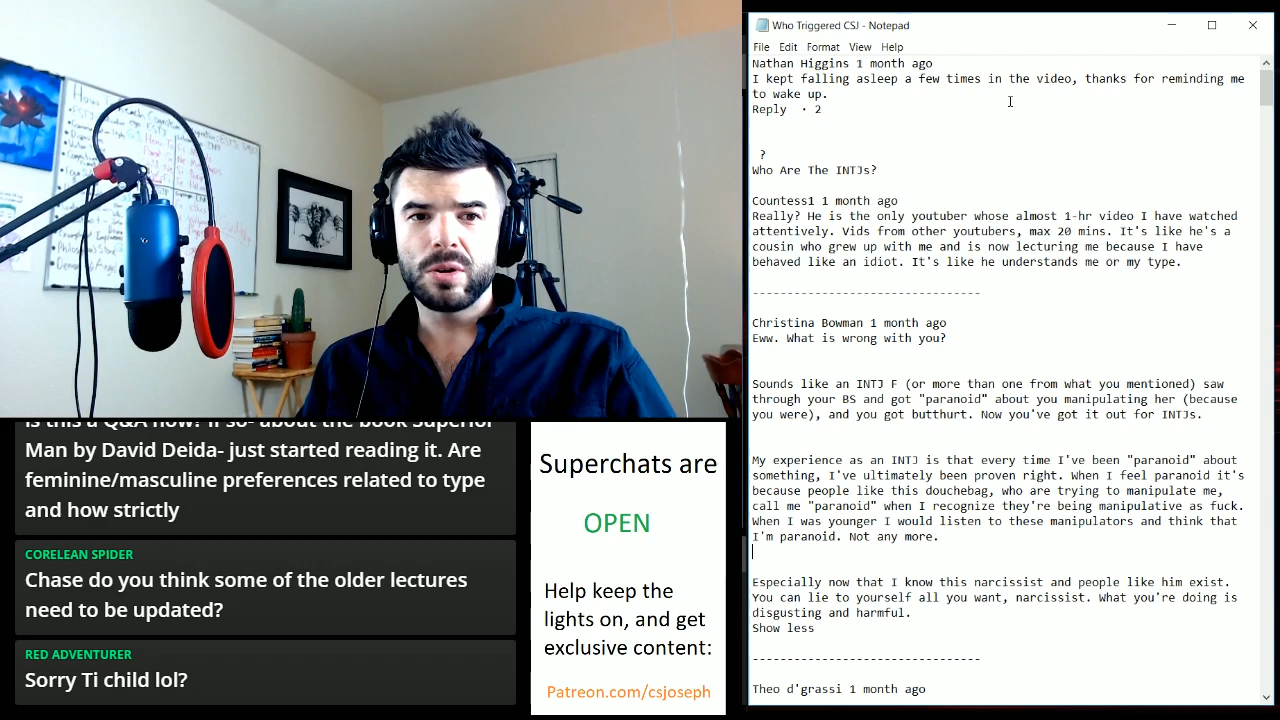 Who Triggered CSJ - Notepad
File Edit Format View Help
Nathan Higgins 1 month ago
I kept falling asleep a few times in the video, thanks for reminding me
to wake up.
Reply · 2
?
Who Are The INTJs?
Countess1 1 month ago
Really? He is the only youtuber whose almost 1-hr video I have watched
attentively. Vids from other youtubers, max 20 mins. It's like he's a
cousin who grew up with me and is now lecturing me because I have
behaved like an idiot. It's like he understands me or my type.
---------------------------------
Christina Bowman 1 month ago
Eww. What is wrong with you?
Sounds like an INTJ F (or more than one from what you mentioned) saw
through your BS and got "paranoid" about you manipulating her (because
you were), and you got butthurt. Now you've got it out for INTJs.
My experience as an INTJ is that every time I've been "paranoid" about
something, I've ultimately been proven right. When I feel paranoid it's
because people like this douchebag, who are trying to manipulate me,
call me "paranoid" when I recognize they're being manipulative as fuck.
When I was younger I would listen to these manipulators and think that
I'm paranoid. Not any more.
Especially now that I know this narcissist and people like him exist.
You can lie to yourself all you want, narcissist. What you're doing is
disgusting and harmful.
Show less
---------------------------------
Theo d'grassi 1 month ago
Is this a Q&A now? If so- about the book Superior
Man by David Deida- just started reading it. Are
feminine/masculine preferences related to type
and how strictly
CORELEAN SPIDER
Chase do you think some of the older lectures
need to be updated?
RED ADVENTURER
Sorry Ti child lol?
Superchats are
OPEN
Help keep the
lights on, and get
exclusive content:
Patreon.com/csjoseph